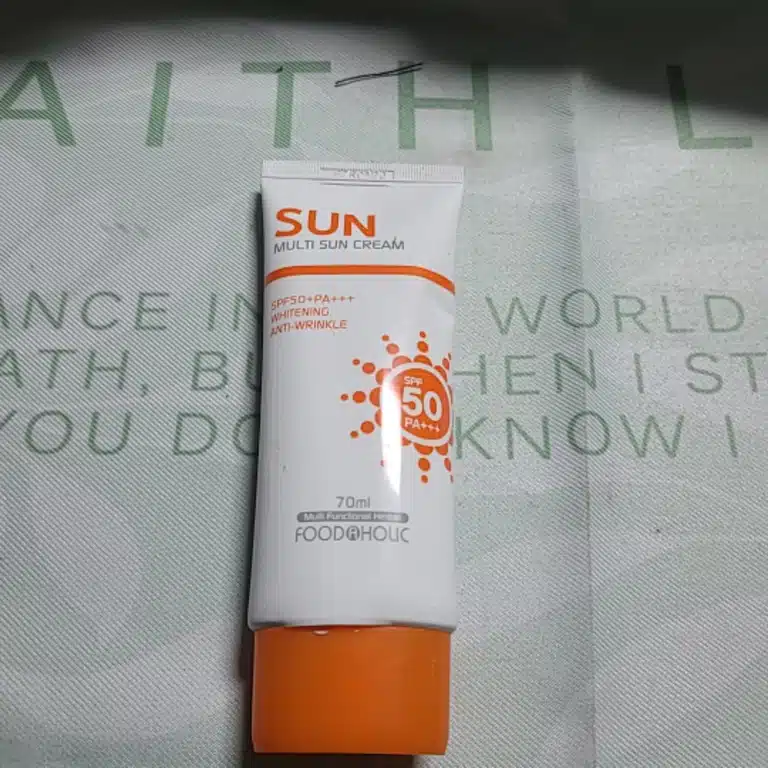 AITH L
SUN
MULTI SUN CREAM
SPF50+PA+++
WHITENING
ANTI-WRINKLE
ANCE IN WORLD
SPF
50
PA+++
ATH BU HEN I ST
YOU DO KNOW I
70ml
Multi Functional
FOODAHOLIC